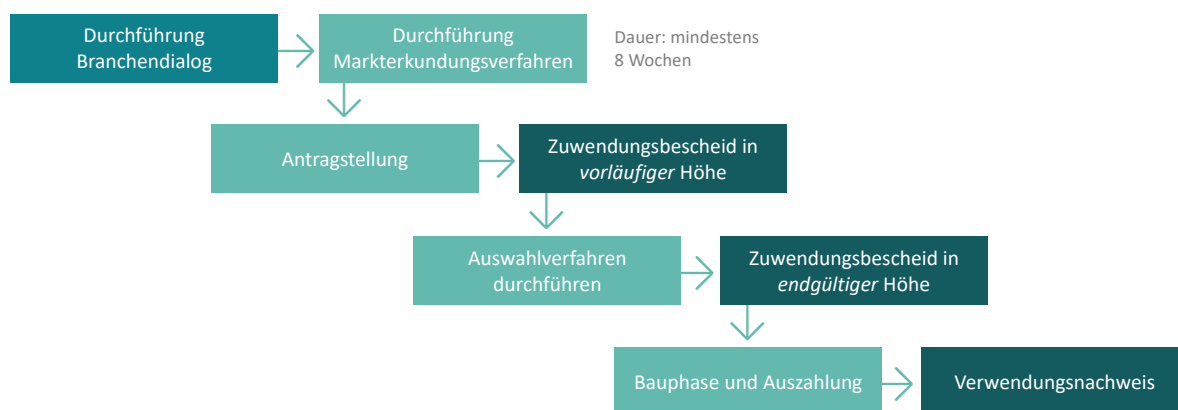 Durchführung
Branchendialog
Durchführung
Markterkundungsverfahren
Dauer: mindestens
8 Wochen
Antragstellung
Zuwendungsbescheid in
vorläufiger Höhe
Auswahlverfahren
durchführen
Zuwendungsbescheid in
endgültiger Höhe
Bauphase und Auszahlung
Verwendungsnachweis